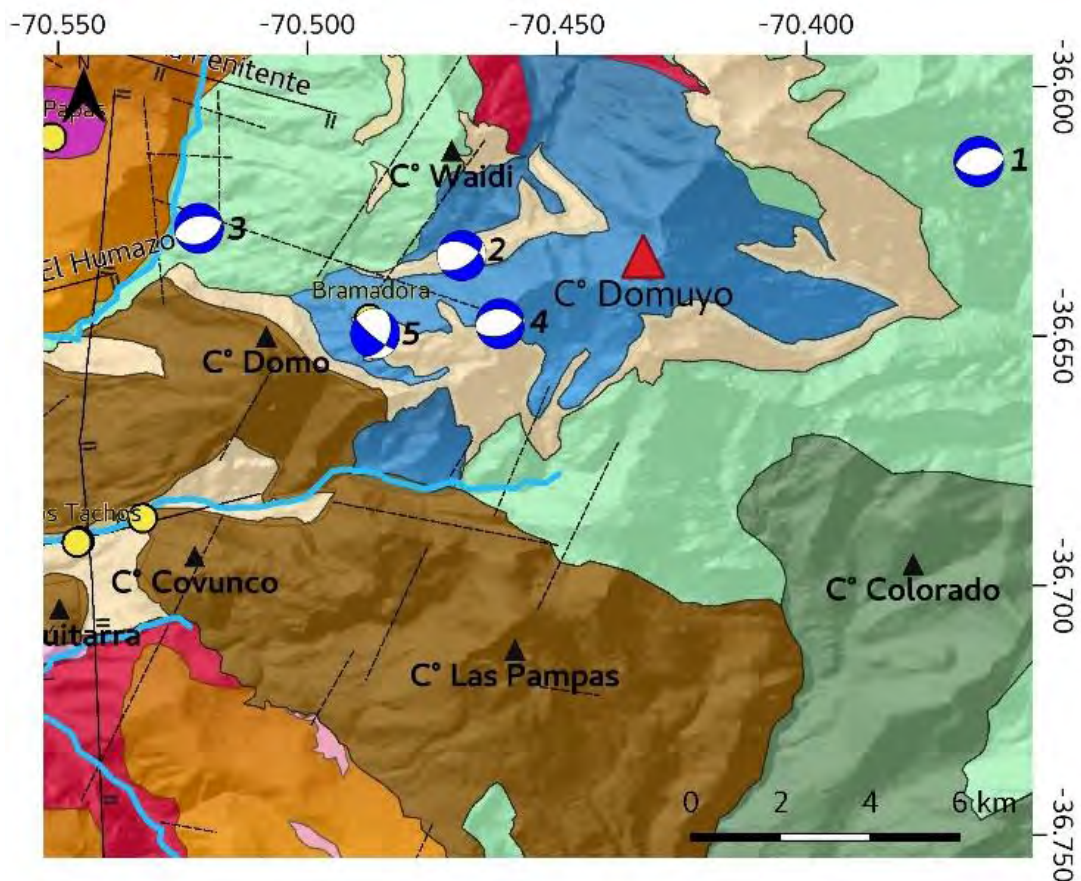 -70.550 -70.500 -70.450 -70.400
N
Penitente
-36.600
Papas
C° Waidi
1
3
El Humazo
2
Bramadora
C° Domuyo
4
5
-36.650
C° Domo
os Tachos
C° Covunco
C° Colorado
-36.700
uitarra
C° Las Pampas
0 2 4 6 km
-36.750